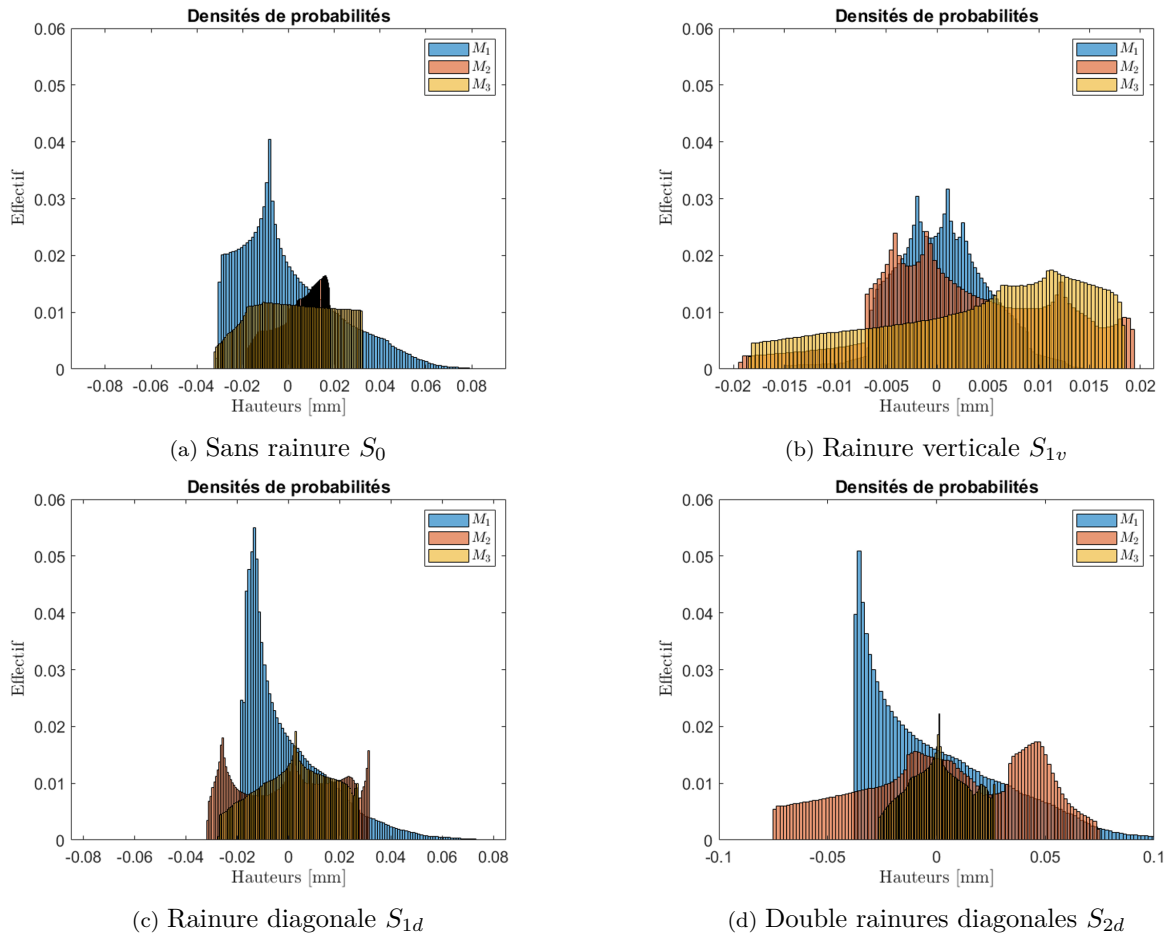 Densités de probabilités
0.06
0.05
0.04
0.03
0.02
0.01
0
Effectif
M₁
M₂
M₃
-0.08 -0.06 -0.04 -0.02 0 0.02 0.04 0.06 0.08
Hauteurs [mm]
(a) Sans rainure S₀
Densités de probabilités
0.06
0.05
0.04
0.03
0.02
0.01
0
Effectif
M₁
M₂
M₃
-0.02 -0.015 -0.01 -0.005 0 0.005 0.01 0.015 0.02
Hauteurs [mm]
(b) Rainure verticale S₁ᵥ
Densités de probabilités
0.06
0.05
0.04
0.03
0.02
0.01
0
Effectif
M₁
M₂
M₃
-0.08 -0.06 -0.04 -0.02 0 0.02 0.04 0.06 0.08
Hauteurs [mm]
(c) Rainure diagonale S1d
Densités de probabilités
0.06
0.05
0.04
0.03
0.02
0.01
0
Effectif
M₁
M₂
M₃
-0.1 -0.05 0 0.05 0.1
Hauteurs [mm]
(d) Double rainures diagonales S2d